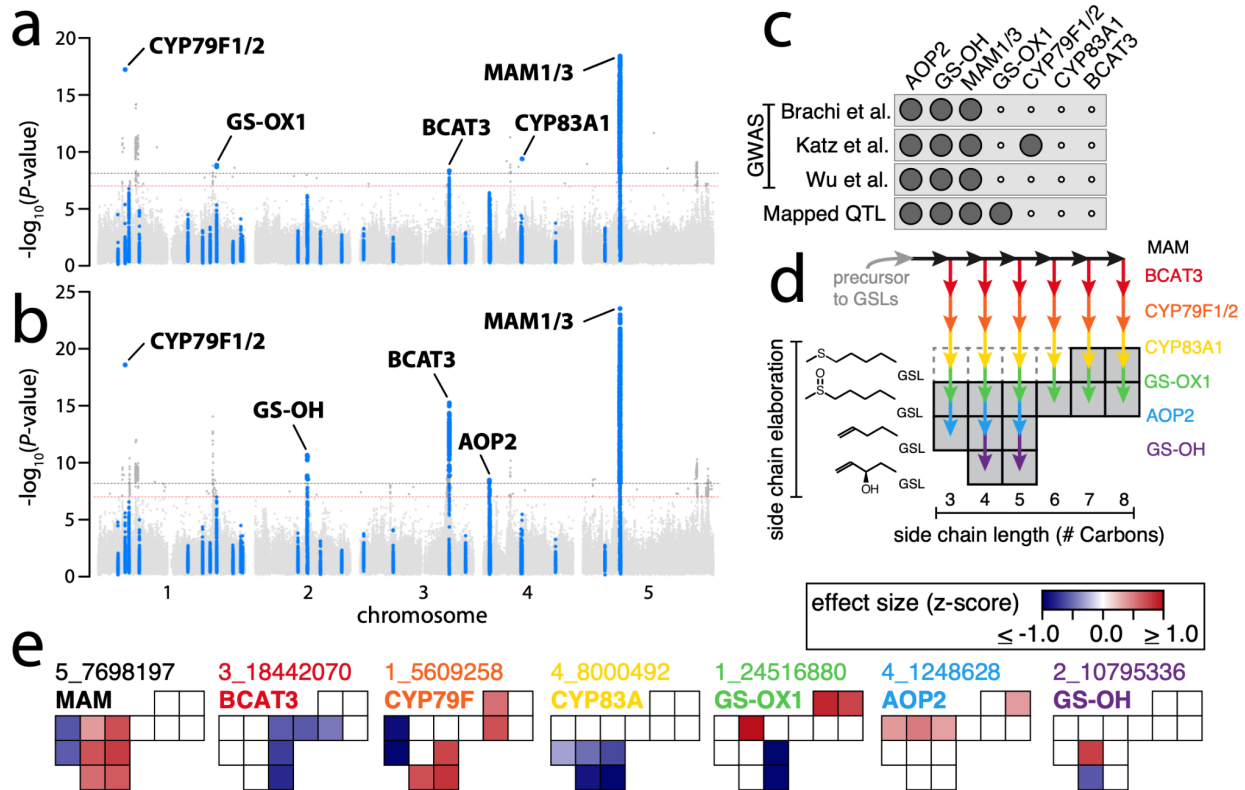 a
20
15
10
5
0
-log10(P-value)
CYP79F1/2
GS-OX1
BCAT3
CYP83A1
MAM1/3
b
25
20
15
10
5
0
-log10(P-value)
CYP79F1/2
GS-OH
BCAT3
AOP2
MAM1/3
1 2 3 4 5
chromosome
c
AOP2
GS-OH
MAM1/3
GS-OX1
CYP79F1/2
CYP83A1
BCAT3
GWAS
Brachi et al.
Katz et al.
Wu et al.
Mapped QTL
d
precursor
to GSLs
MAM
BCAT3
CYP79F1/2
CYP83A1
GS-OX1
AOP2
GS-OH
side chain elaboration
S
GSL
O
S
GSL
GSL
OH
GSL
3 4 5 6 7 8
side chain length (# Carbons)
effect size (z-score)
≤ -1.0 0.0 ≥ 1.0
e
5_7698197
MAM
3_18442070
BCAT3
1_5609258
CYP79F
4_8000492
CYP83A
1_24516880
GS-OX1
4_1248628
AOP2
2_10795336
GS-OH